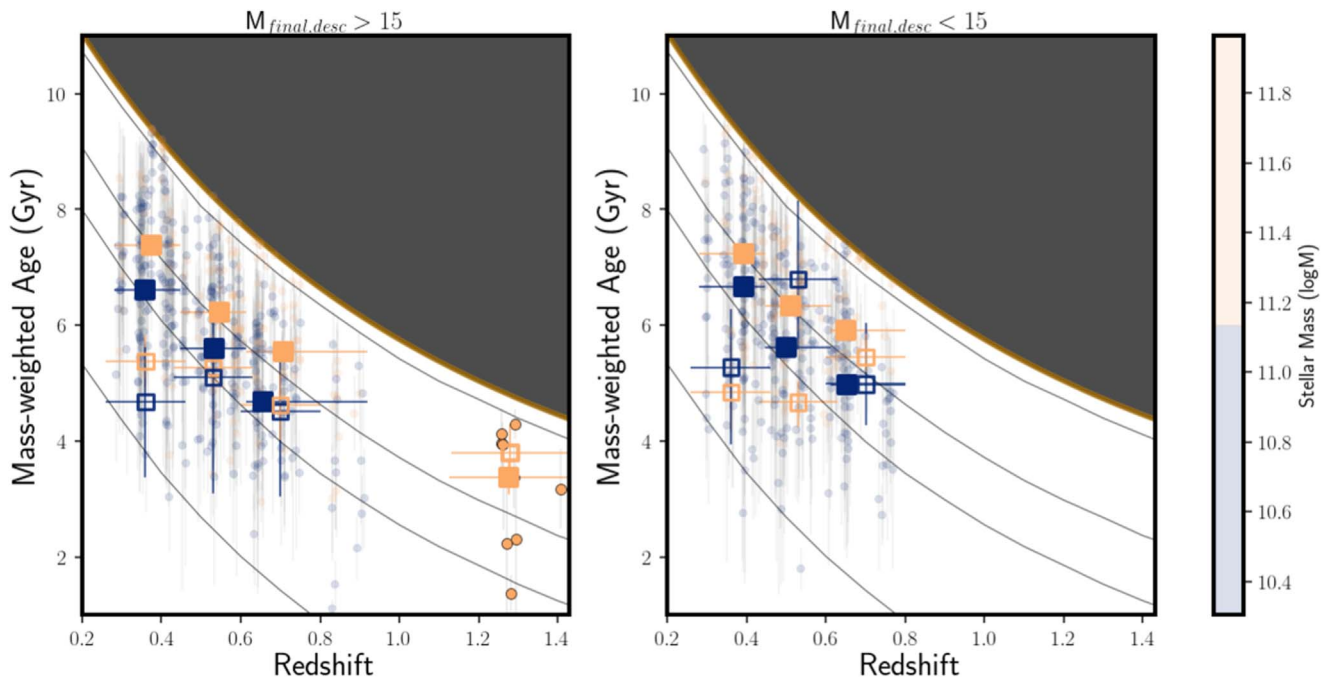 M_{final,desc} > 15
M_{final,desc} < 15
Mass-weighted Age (Gyr)
10
8
6
4
2
0.2 0.4 0.6 0.8 1.0 1.2 1.4
Redshift
Mass-weighted Age (Gyr)
10
8
6
4
2
0.2 0.4 0.6 0.8 1.0 1.2 1.4
Redshift
11.8
11.6
11.4
11.2
11.0
10.8
10.6
10.4
Stellar Mass (logM)